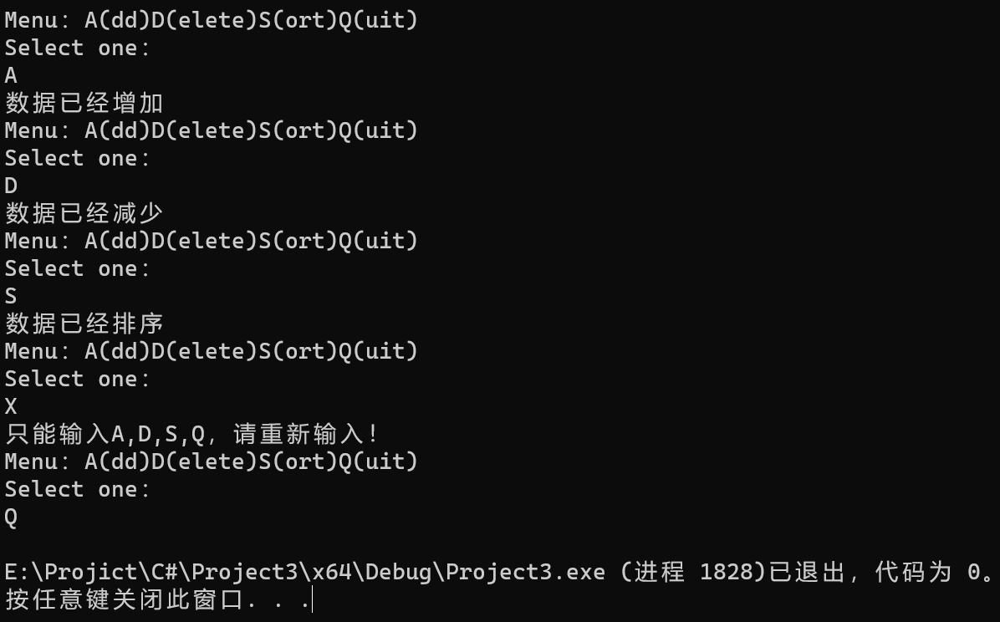 Menu：A(dd)D(elete)S(ort)Q(uit)
Select one：
A
数据已经增加
Menu：A(dd)D(elete)S(ort)Q(uit)
Select one：
D
数据已经减少
Menu：A(dd)D(elete)S(ort)Q(uit)
Select one：
S
数据已经排序
Menu：A(dd)D(elete)S(ort)Q(uit)
Select one：
X
只能输入A,D,S,Q，请重新输入！
Menu：A(dd)D(elete)S(ort)Q(uit)
Select one：
Q
E:\Projict\C#\Project3\x64\Debug\Project3.exe (进程 1828)已退出，代码为 0。
按任意键关闭此窗口. . .